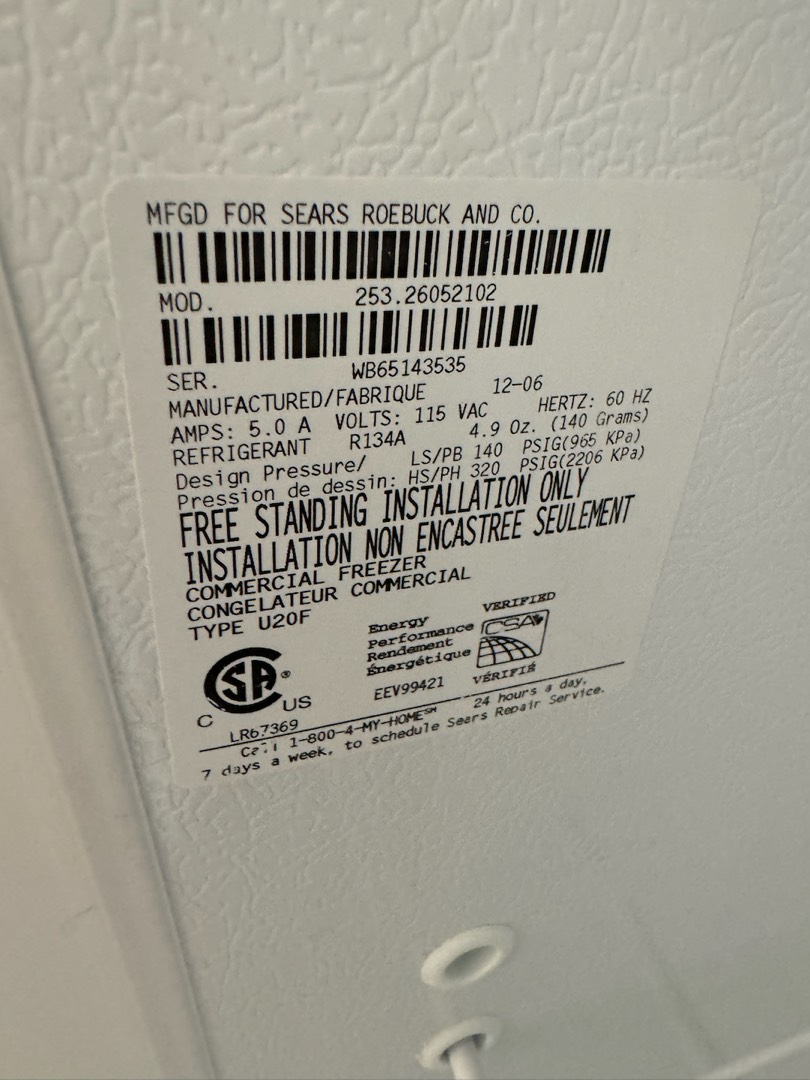 MFGD FOR SEARS ROEBUCK AND CO.
MOD. 253.26052102
SER. WB65143535
MANUFACTURED/FABRIQUE 12-06
AMPS: 5.0 A VOLTS: 115 VAC HERTZ: 60 HZ
REFRIGERANT R134A 4.9 Oz. (140 Grams)
Design Pressure/ LS/PB 140 PSIG(965 KPa)
Pression de dessin: HS/PH 320 PSIG(2206 KPa)
FREE STANDING INSTALLATION ONLY
INSTALLATION NON ENCASTREE SEULEMENT
COMMERCIAL FREEZER
CONGELATEUR COMMERCIAL
TYPE U20F
Energy
Performance
Rendement
Énergétique
EEV99421
VERIFIED
CSA
VÉRIFIÉ
SA®
C US
LR67369
Call 1-800-4-MY-HOME℠ 24 hours a day,
7 days a week, to schedule Sears Repair Service.